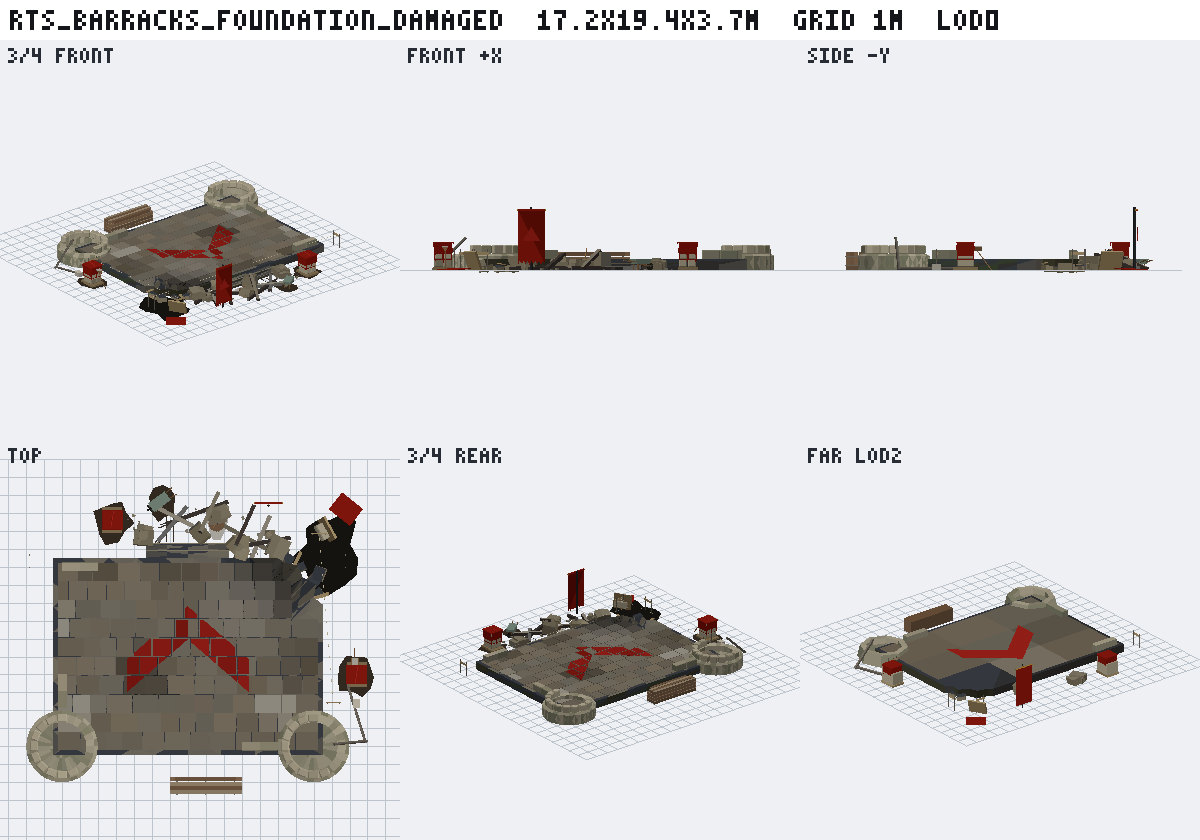 RTS_BARRACKS_FOUNDATION_DAMAGED 17.2X19.4X3.7M GRID 1M LOD0
3/4 FRONT
FRONT +X
SIDE -Y
TOP
3/4 REAR
FAR LOD2